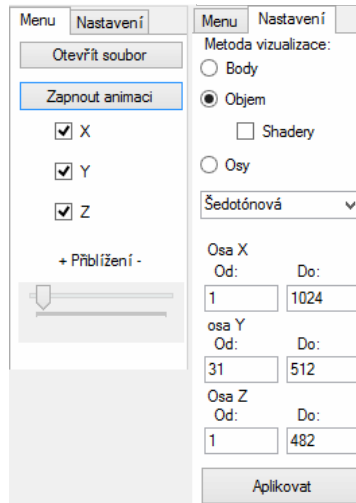 Menu Nastavení
Otevřít soubor
Zapnout animaci
X
Y
Z
+ Přiblížení -
Menu Nastavení
Metoda vizualizace:
Body
Objem
Shadery
Osy
Šedotónová
Osa X
Od: Do:
1 1024
osa Y
Od: Do:
31 512
Osa Z
Od: Do:
1 482
Aplikovat